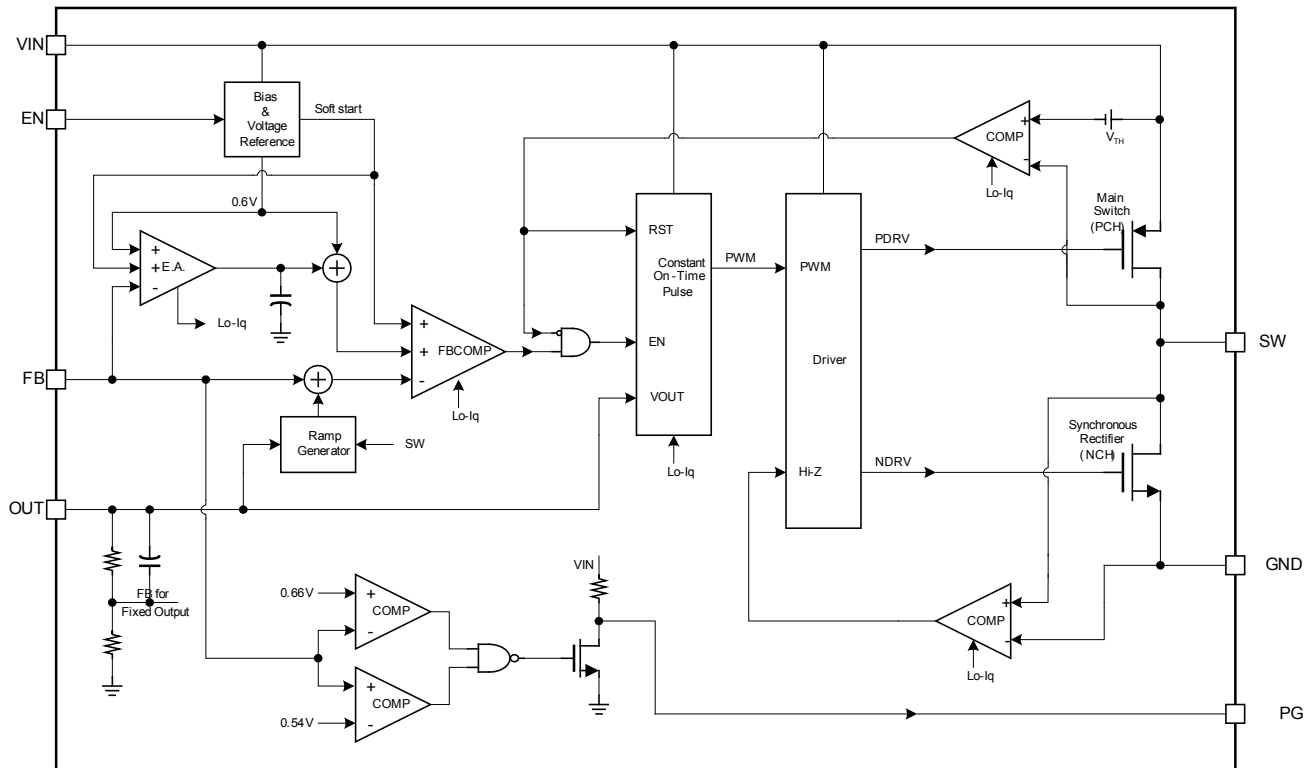 VIN
EN
Bias
&
Voltage
Reference
Soft start
COMP
+
-
VTH
Lo-Iq
0.6V
Main
Switch
(PCH)
+
+
-
E.A.
+
Lo-Iq
RST
Constant
On-Time
Pulse
EN
VOUT
PWM
PWM
Driver
Hi-Z
PDRV
NDRV
+
+
-
FBCOMP
Lo-Iq
SW
FB
+
Ramp
Generator
SW
Lo-Iq
Synchronous
Rectifier
(NCH)
OUT
FB for
Fixed Output
VIN
GND
0.66V
+
-
COMP
+
-
COMP
Lo-Iq
0.54V
+
-
COMP
PG